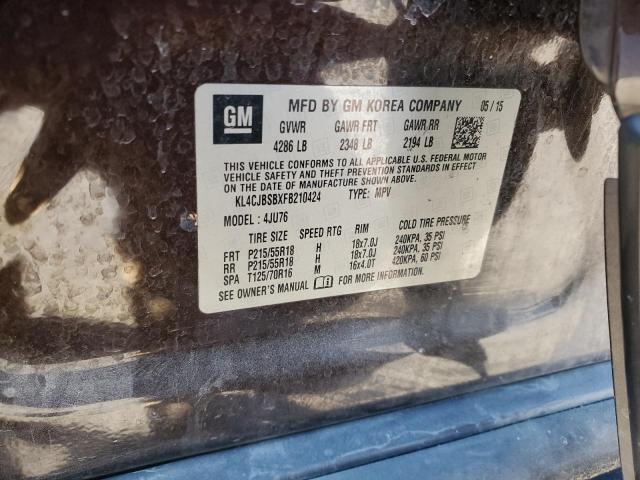 GM
MFD BY GM KOREA COMPANY 05/15
GVWR GAWR FRT GAWR RR
4286 LB 2348 LB 2194 LB
THIS VEHICLE CONFORMS TO ALL APPLICABLE U.S. FEDERAL MOTOR
VEHICLE SAFETY AND THEFT PREVENTION STANDARDS IN EFFECT
ON THE DATE OF MANUFACTURE SHOWN ABOVE.
KL4CJBSBXFB210424 TYPE: MPV
MODEL: 4JU76
TIRE SIZE SPEED RTG RIM COLD TIRE PRESSURE
FRT P215/55R18 H 18x7.0J 240KPA, 35 PSI
RR P215/55R18 H 18x7.0J 240KPA, 35 PSI
SPA T125/70R16 M 16x4.0T 420KPA, 60 PSI
SEE OWNER'S MANUAL FOR MORE INFORMATION